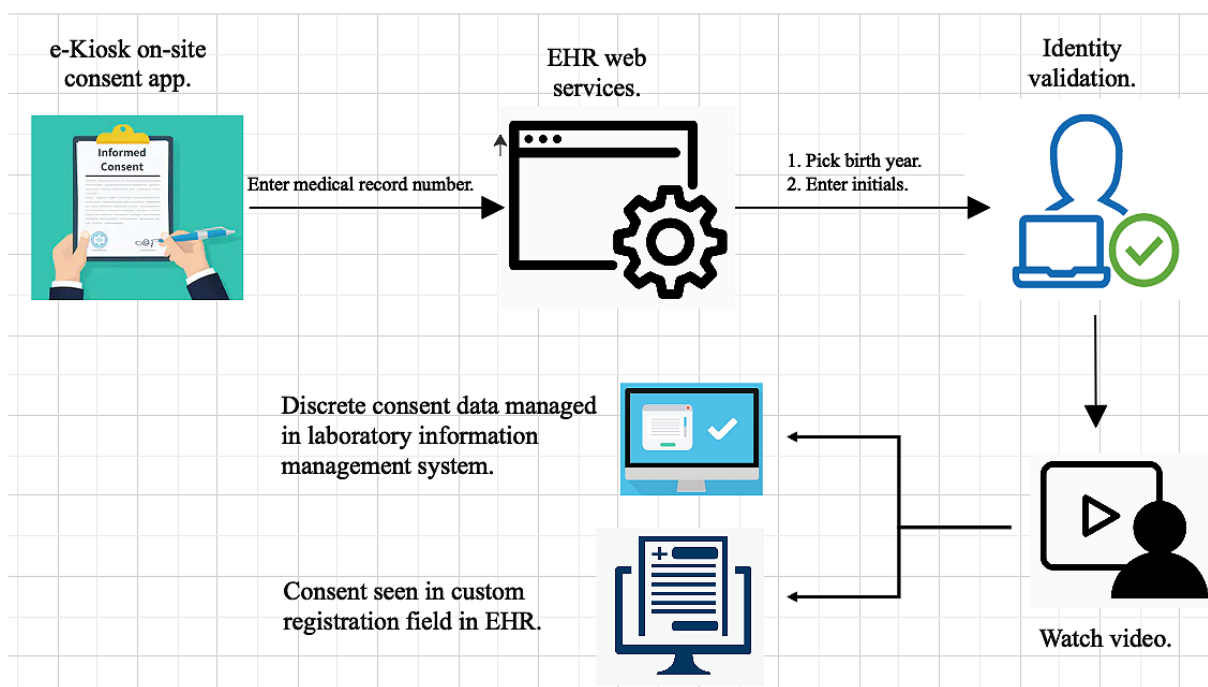 e-Kiosk on-site
consent app.
Informed
Consent
Enter medical record number.
EHR web
services.
1. Pick birth year.
2. Enter initials.
Identity
validation.
Discrete consent data managed
in laboratory information
management system.
Consent seen in custom
registration field in EHR.
Watch video.